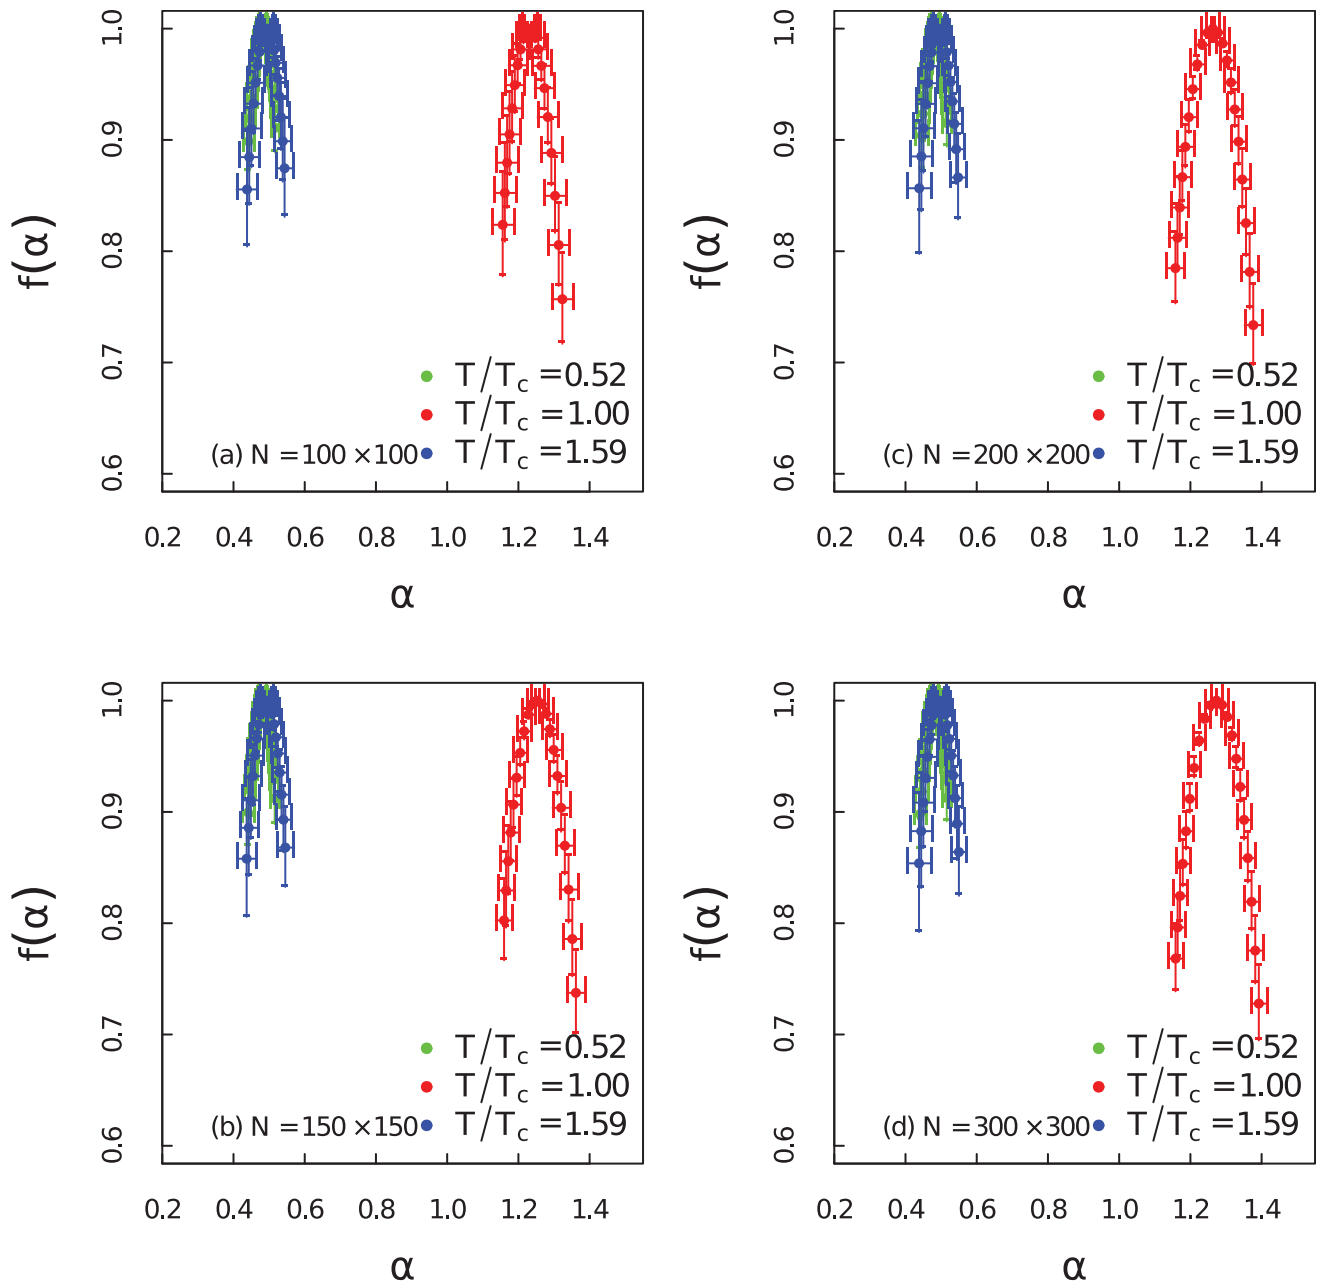 1.0
0.9
0.8
0.7
0.6
f(α)
T/Tc =0.52
T/Tc =1.00
T/Tc =1.59
(a) N =100 ×100
0.2 0.4 0.6 0.8 1.0 1.2 1.4
α
1.0
0.9
0.8
0.7
0.6
f(α)
T/Tc =0.52
T/Tc =1.00
T/Tc =1.59
(c) N =200 ×200
0.2 0.4 0.6 0.8 1.0 1.2 1.4
α
1.0
0.9
0.8
0.7
0.6
f(α)
T/Tc =0.52
T/Tc =1.00
T/Tc =1.59
(b) N =150 ×150
0.2 0.4 0.6 0.8 1.0 1.2 1.4
α
1.0
0.9
0.8
0.7
0.6
f(α)
T/Tc =0.52
T/Tc =1.00
T/Tc =1.59
(d) N =300 ×300
0.2 0.4 0.6 0.8 1.0 1.2 1.4
α